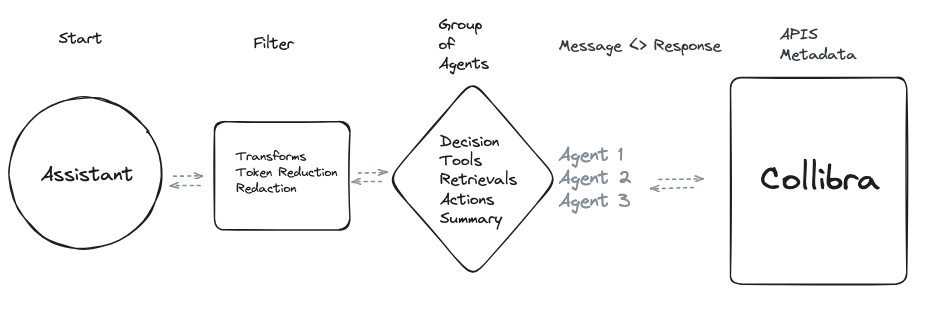 Start
Filter
Group
of
Agents
Message <> Response
APIS
Metadata
Assistant
Transforms
Token Reduction
Redaction
Decision
Tools
Retrievals
Actions
Summary
Agent 1
Agent 2
Agent 3
Collibra